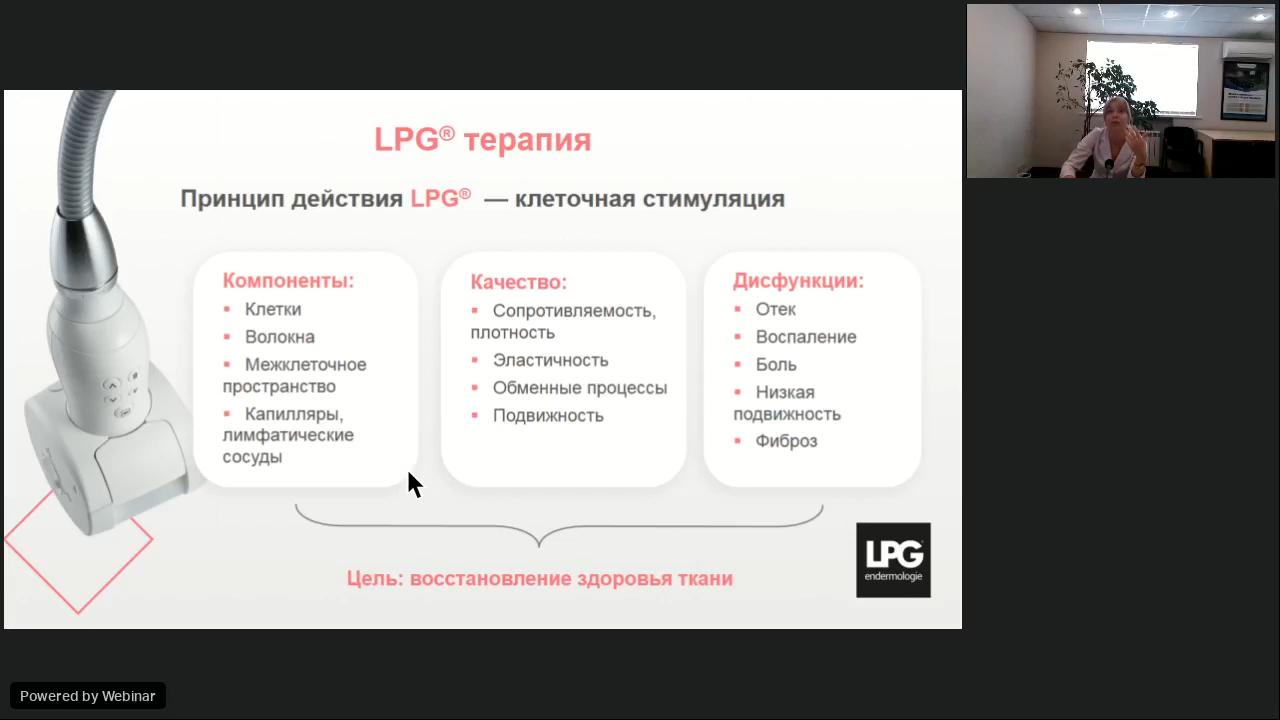 LPG® терапия
Принцип действия LPG® — клеточная стимуляция
Компоненты:
▪ Клетки
▪ Волокна
▪ Межклеточное
пространство
▪ Капилляры,
лимфатические
сосуды
Качество:
▪ Сопротивляемость,
плотность
▪ Эластичность
▪ Обменные процессы
▪ Подвижность
Дисфункции:
▪ Отек
▪ Воспаление
▪ Боль
▪ Низкая
подвижность
▪ Фиброз
Цель: восстановление здоровья ткани
LPG
endermologie
Powered by Webinar